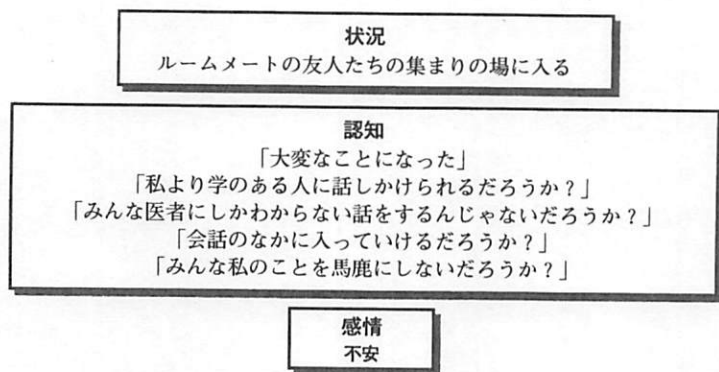 状況
ルームメートの友人たちの集まりの場に入る
認知
「大変なことになった」
「私より学のある人に話しかけられるだろうか？」
「みんな医者にしかわからない話をするんじゃないだろうか？」
「会話のなかに入っていけるだろうか？」
「みんな私のことを馬鹿にしないだろうか？」
感情
不安